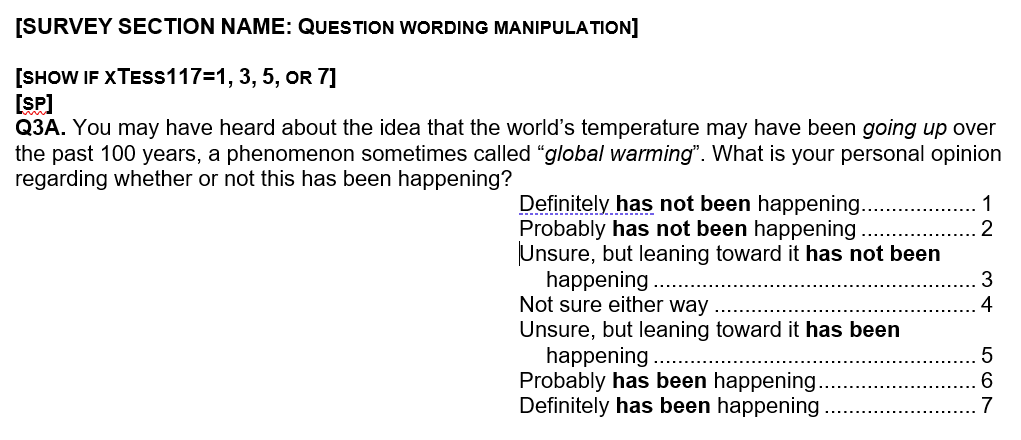 [SURVEY SECTION NAME: QUESTION WORDING MANIPULATION]
[SHOW IF XTESS117=1, 3, 5, OR 7]
[SP]
Q3A. You may have heard about the idea that the world’s temperature may have been going up over
the past 100 years, a phenomenon sometimes called “global warming”. What is your personal opinion
regarding whether or not this has been happening?
Definitely has not been happening................... 1
Probably has not been happening ................... 2
Unsure, but leaning toward it has not been
happening ..................................................... 3
Not sure either way ........................................... 4
Unsure, but leaning toward it has been
happening ..................................................... 5
Probably has been happening.......................... 6
Definitely has been happening ......................... 7